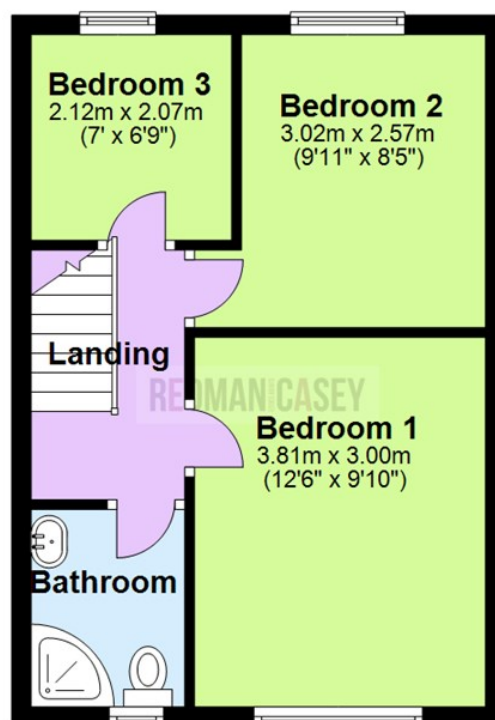 Bedroom 3
2.12m x 2.07m
(7' x 6'9")
Bedroom 2
3.02m x 2.57m
(9'11" x 8'5")
Landing
REDMAN CASEY
Bedroom 1
3.81m x 3.00m
(12'6" x 9'10")
Bathroom